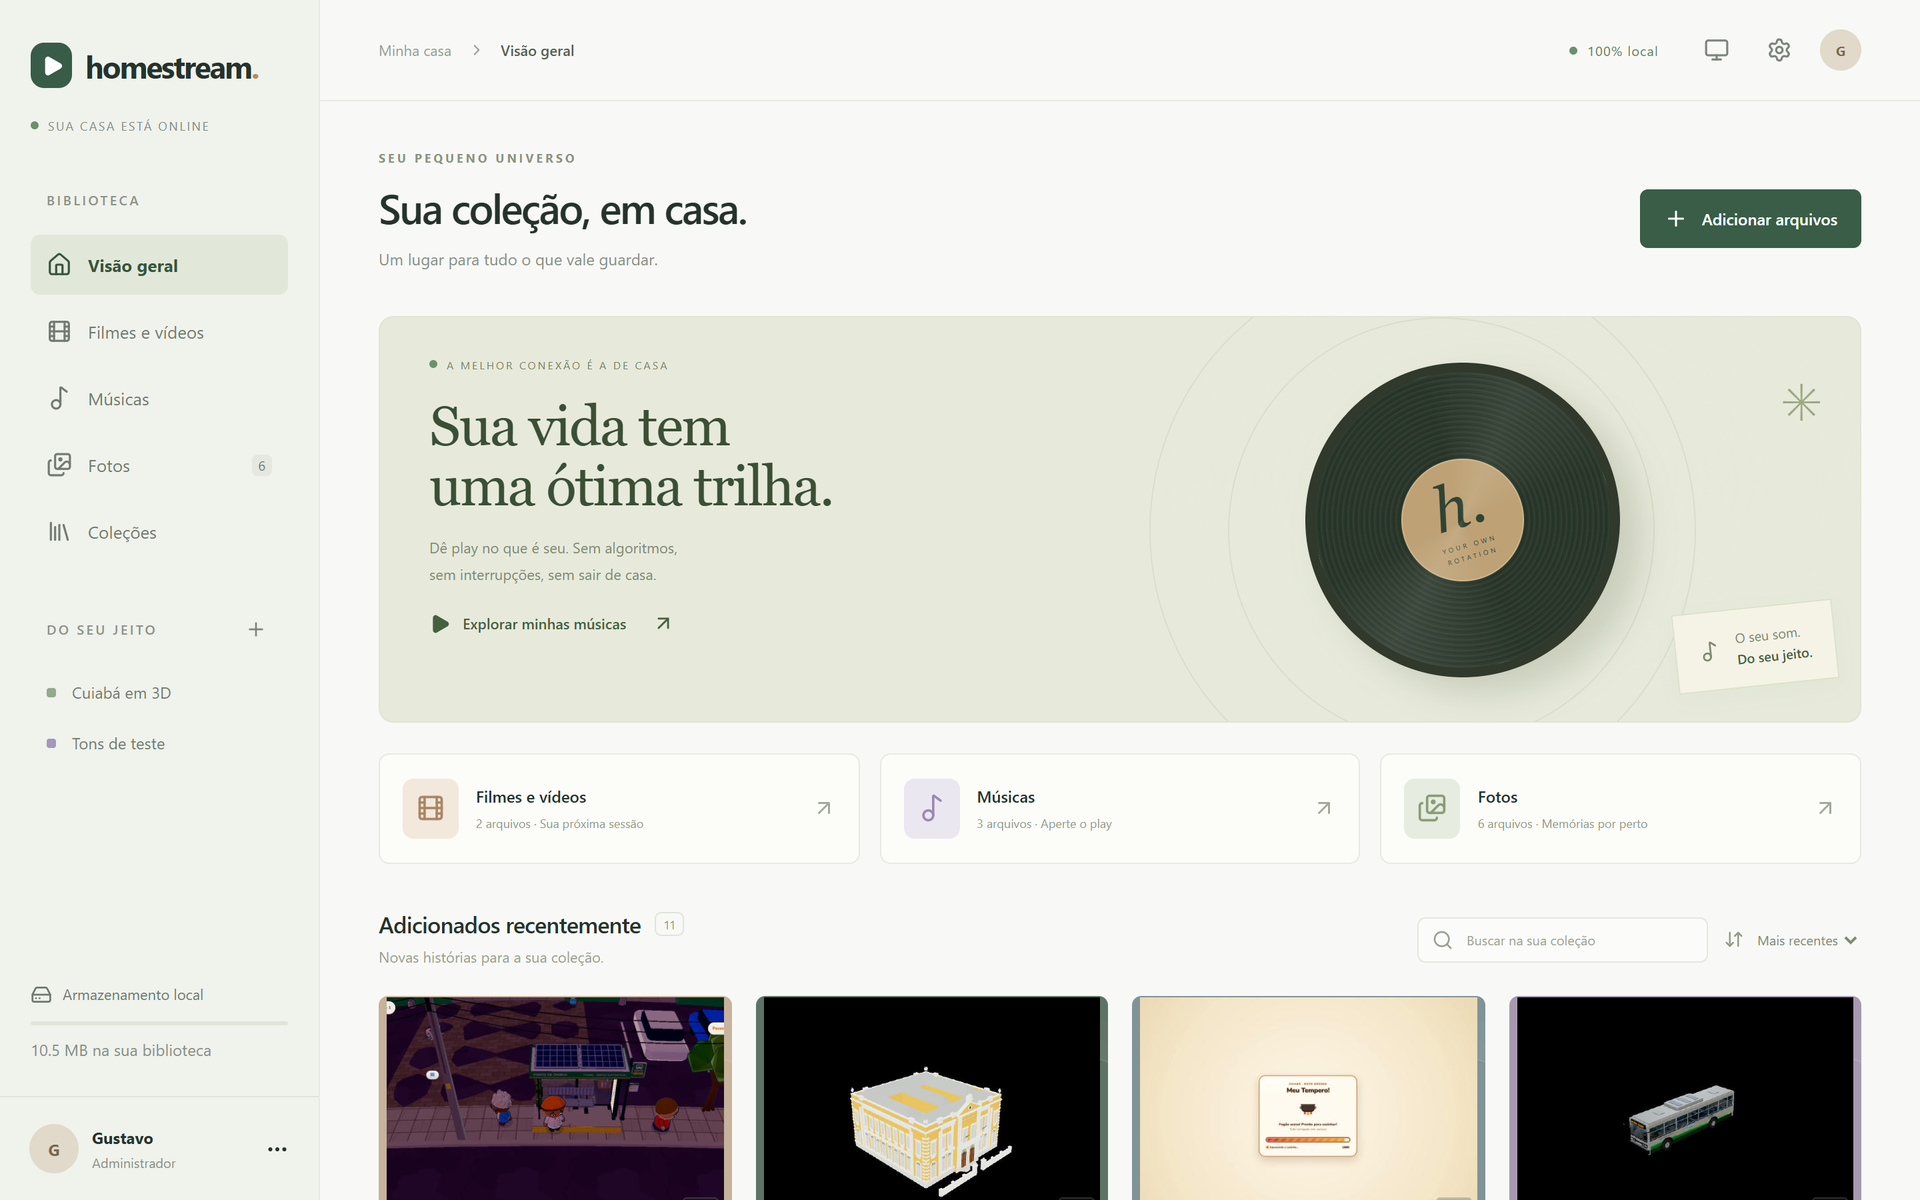 homestream.
SUA CASA ESTÁ ONLINE
BIBLIOTECA
Visão geral
Filmes e vídeos
Músicas
Fotos
6
Coleções
DO SEU JEITO
Cuiabá em 3D
Tons de teste
Armazenamento local
10.5 MB na sua biblioteca
G
Gustavo
Administrador
Minha casa
Visão geral
100% local
G
SEU PEQUENO UNIVERSO
Sua coleção, em casa.
Um lugar para tudo o que vale guardar.
Adicionar arquivos
A MELHOR CONEXÃO É A DE CASA
Sua vida tem
uma ótima trilha.
Dê play no que é seu. Sem algoritmos,
sem interrupções, sem sair de casa.
Explorar minhas músicas
h.
YOUR OWN
ROTATION
O seu som.
Do seu jeito.
Filmes e vídeos
2 arquivos · Sua próxima sessão
Músicas
3 arquivos · Aperte o play
Fotos
6 arquivos · Memórias por perto
Adicionados recentemente
11
Novas histórias para a sua coleção.
Buscar na sua coleção
Mais recentes
Meu Tempero!